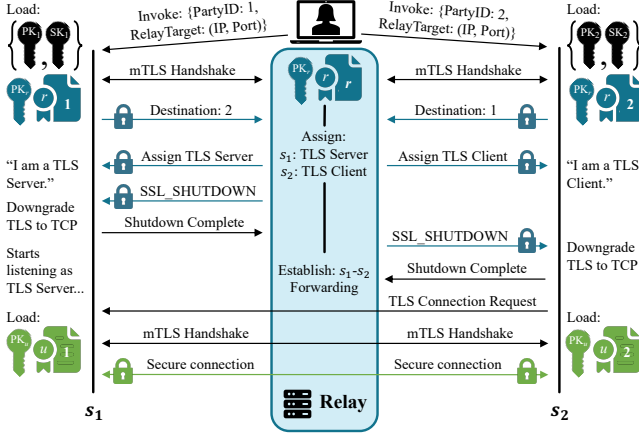 Load:
Invoke: {PartyID: 1,
RelayTarget: (IP, Port)}
Invoke: {PartyID: 2,
RelayTarget: (IP, Port)}
Load:
PK₁ , SK₁
PK₂ , SK₂
mTLS Handshake
mTLS Handshake
PKᵣ r 1
PKᵣ r r
PKᵣ r 2
Destination: 2
Destination: 1
Assign:
s₁: TLS Server
s₂: TLS Client
Assign TLS Server
Assign TLS Client
“I am a TLS
Server.”
“I am a TLS
Client.”
SSL_SHUTDOWN
Downgrade
TLS to TCP
Shutdown Complete
SSL_SHUTDOWN
Downgrade
TLS to TCP
Starts
listening as
TLS Server...
Establish: s₁-s₂
Forwarding
Shutdown Complete
TLS Connection Request
Load:
Load:
mTLS Handshake
mTLS Handshake
PKᵤ u 1
PKᵤ u 2
Secure connection
Secure connection
s₁
Relay
s₂